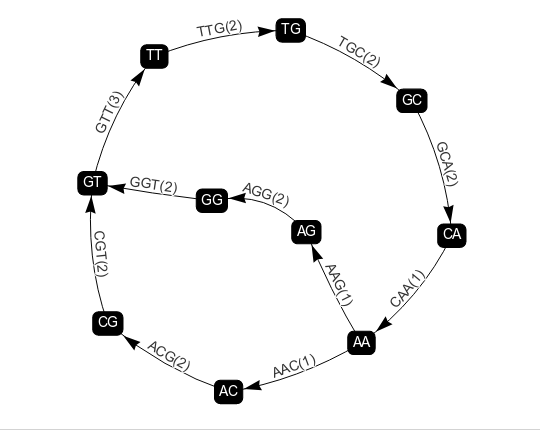 TTG(2)
TG
TT
TGC(2)
GC
GTT(3)
GCA(2)
GT
GGT(2)
GG
AGG(2)
AG
CA
CGT(2)
AAG(1)
CAA(1)
CG
AA
ACG(2)
AAC(1)
AC